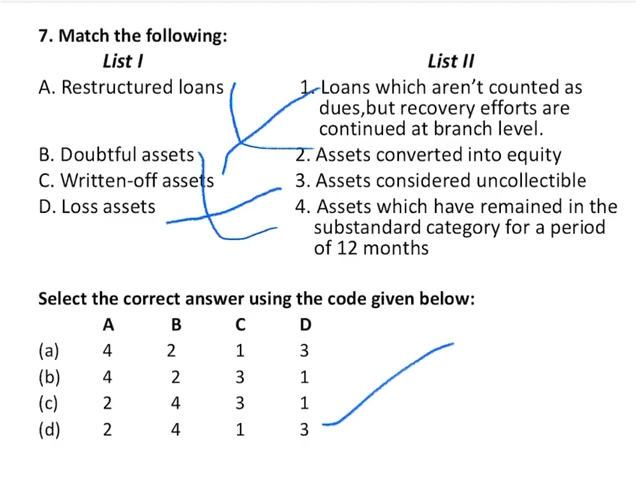 7. Match the following:
List I List II
A. Restructured loans 1. Loans which aren't counted as
dues,but recovery efforts are
continued at branch level.
B. Doubtful assets 2. Assets converted into equity
C. Written-off assets 3. Assets considered uncollectible
D. Loss assets 4. Assets which have remained in the
substandard category for a period
of 12 months
Select the correct answer using the code given below:
A B C D
(a) 4 2 1 3
(b) 4 2 3 1
(c) 2 4 3 1
(d) 2 4 1 3